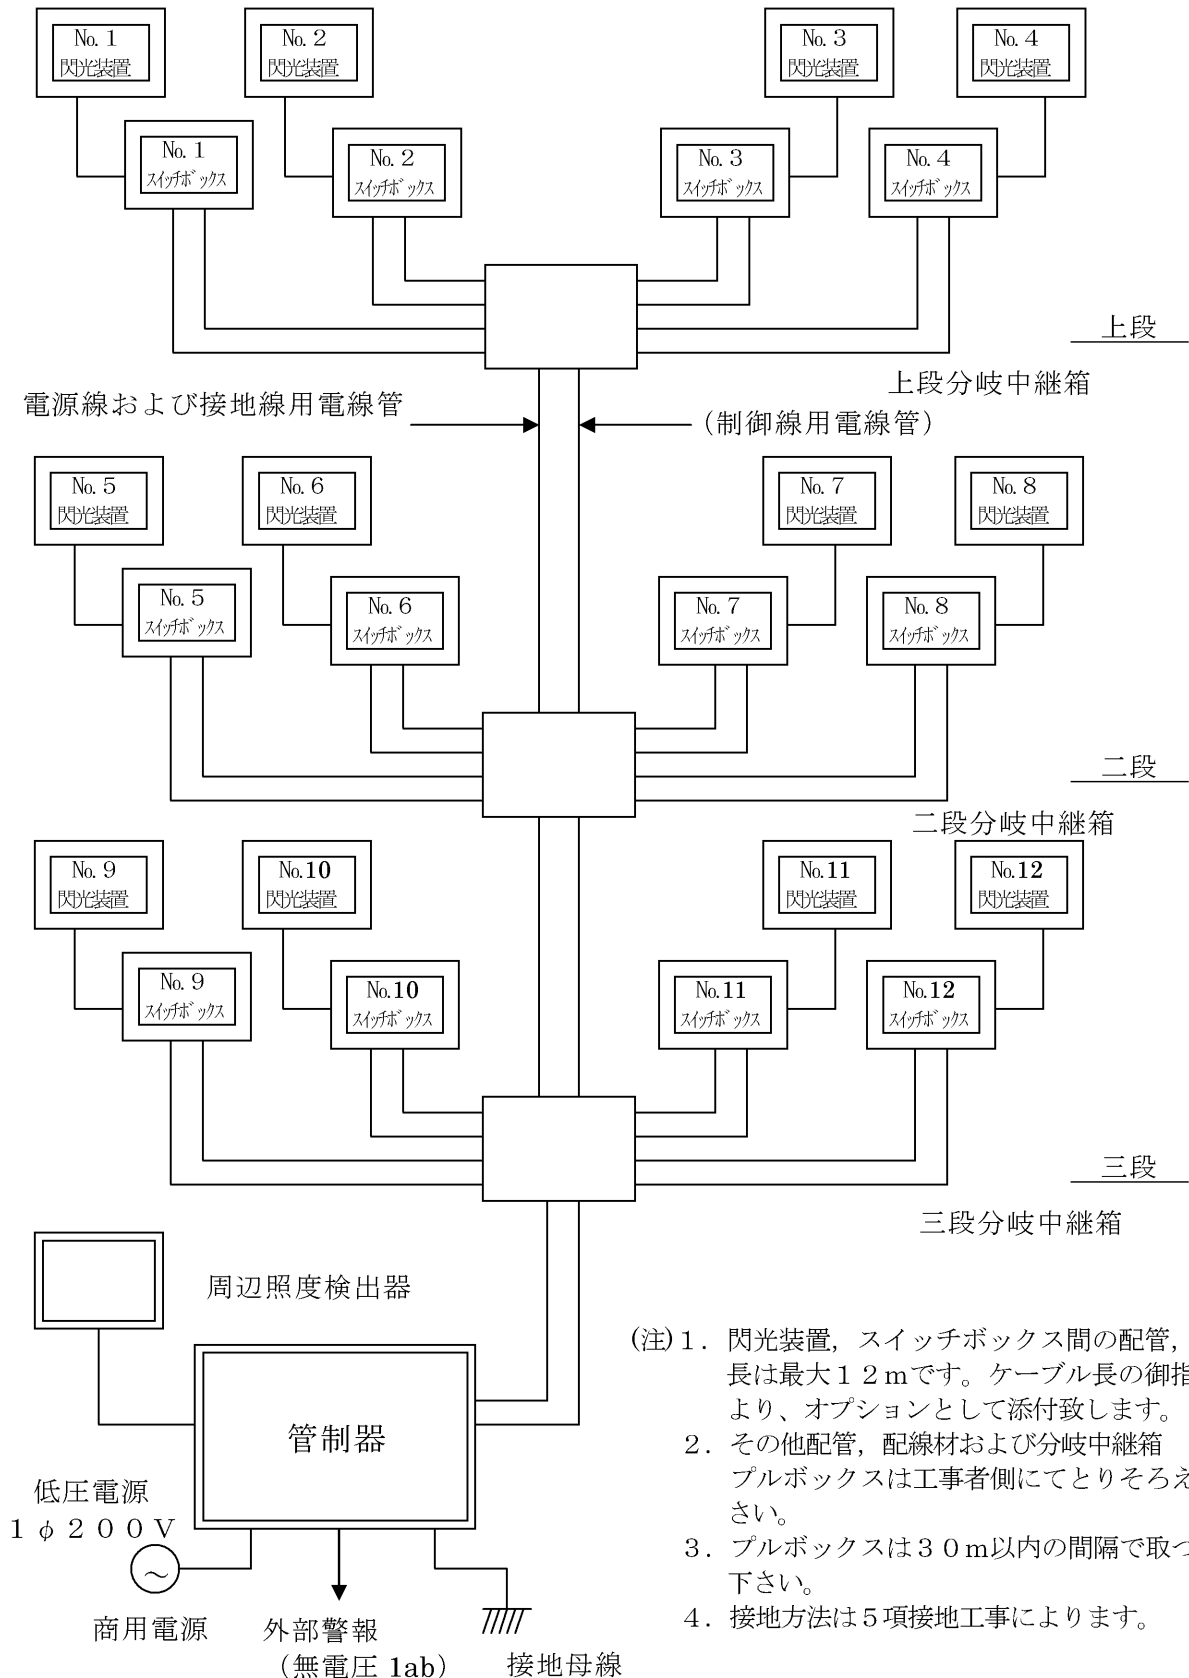 No. 1
閃光装置
No. 2
閃光装置
No. 3
閃光装置
No. 4
閃光装置
No. 1
スイッチボックス
No. 2
スイッチボックス
No. 3
スイッチボックス
No. 4
スイッチボックス
上段
上段分岐中継箱
電源線および接地線用電線管
（制御線用電線管）
No. 5
閃光装置
No. 6
閃光装置
No. 7
閃光装置
No. 8
閃光装置
No. 5
スイッチボックス
No. 6
スイッチボックス
No. 7
スイッチボックス
No. 8
スイッチボックス
二段
二段分岐中継箱
No. 9
閃光装置
No.10
閃光装置
No.11
閃光装置
No.12
閃光装置
No. 9
スイッチボックス
No.10
スイッチボックス
No.11
スイッチボックス
No.12
スイッチボックス
三段
三段分岐中継箱
周辺照度検出器
管制器
低圧電源
１φ２００Ｖ
～
商用電源
外部警報
（無電圧 1ab）
接地母線
(注)１．閃光装置，スイッチボックス間の配管，
長は最大１２ｍです。ケーブル長の御指
より、オプションとして添付致します。
２．その他配管，配線材および分岐中継箱
プルボックスは工事者側にてとりそろえ
さい。
３．プルボックスは３０ｍ以内の間隔で取つ
下さい。
４．接地方法は５項接地工事によります。